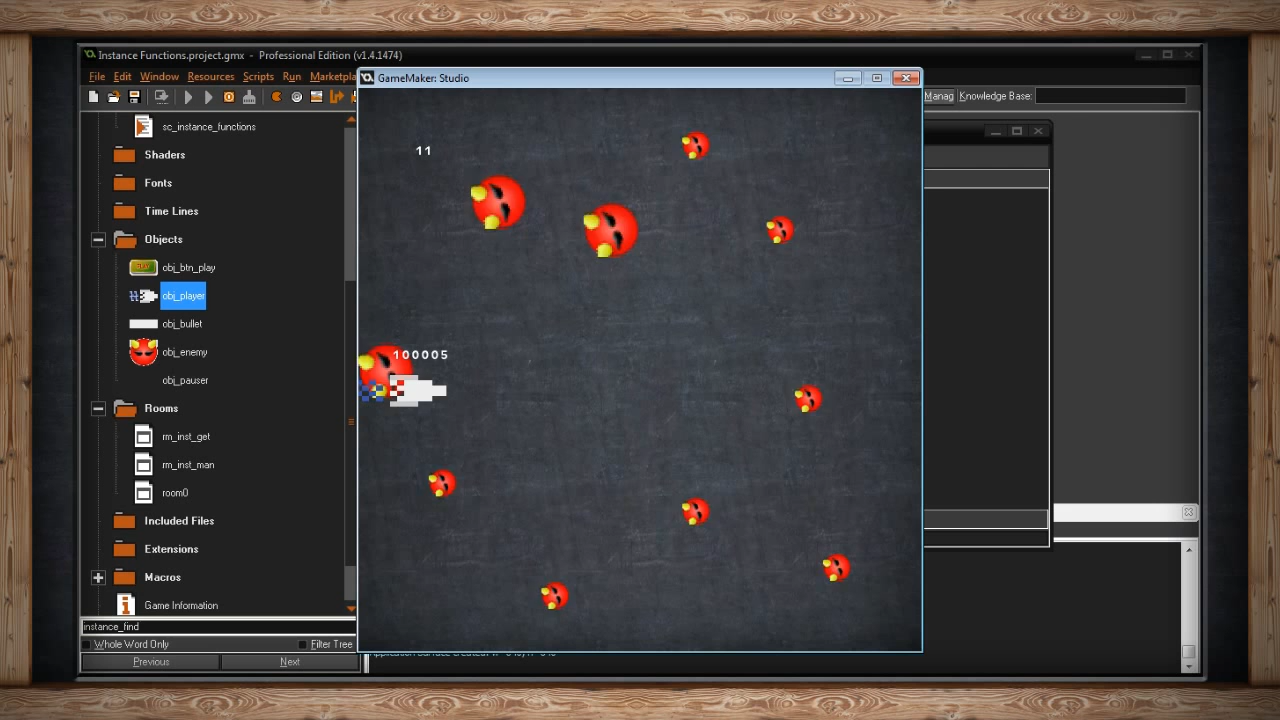 Instance Functions.project.gmx - Professional Edition (v1.4.1474)
File Edit Window Resources Scripts Run Marketpla
GameMaker: Studio
Manag Knowledge Base:
sc_instance_functions
Shaders
Fonts
Time Lines
Objects
obj_btn_play
obj_player
obj_bullet
obj_enemy
obj_pauser
Rooms
rm_inst_get
rm_inst_man
room0
Included Files
Extensions
Macros
Game Information
instance_find
Whole Word Only Filter Tree
Previous Next
11
100005